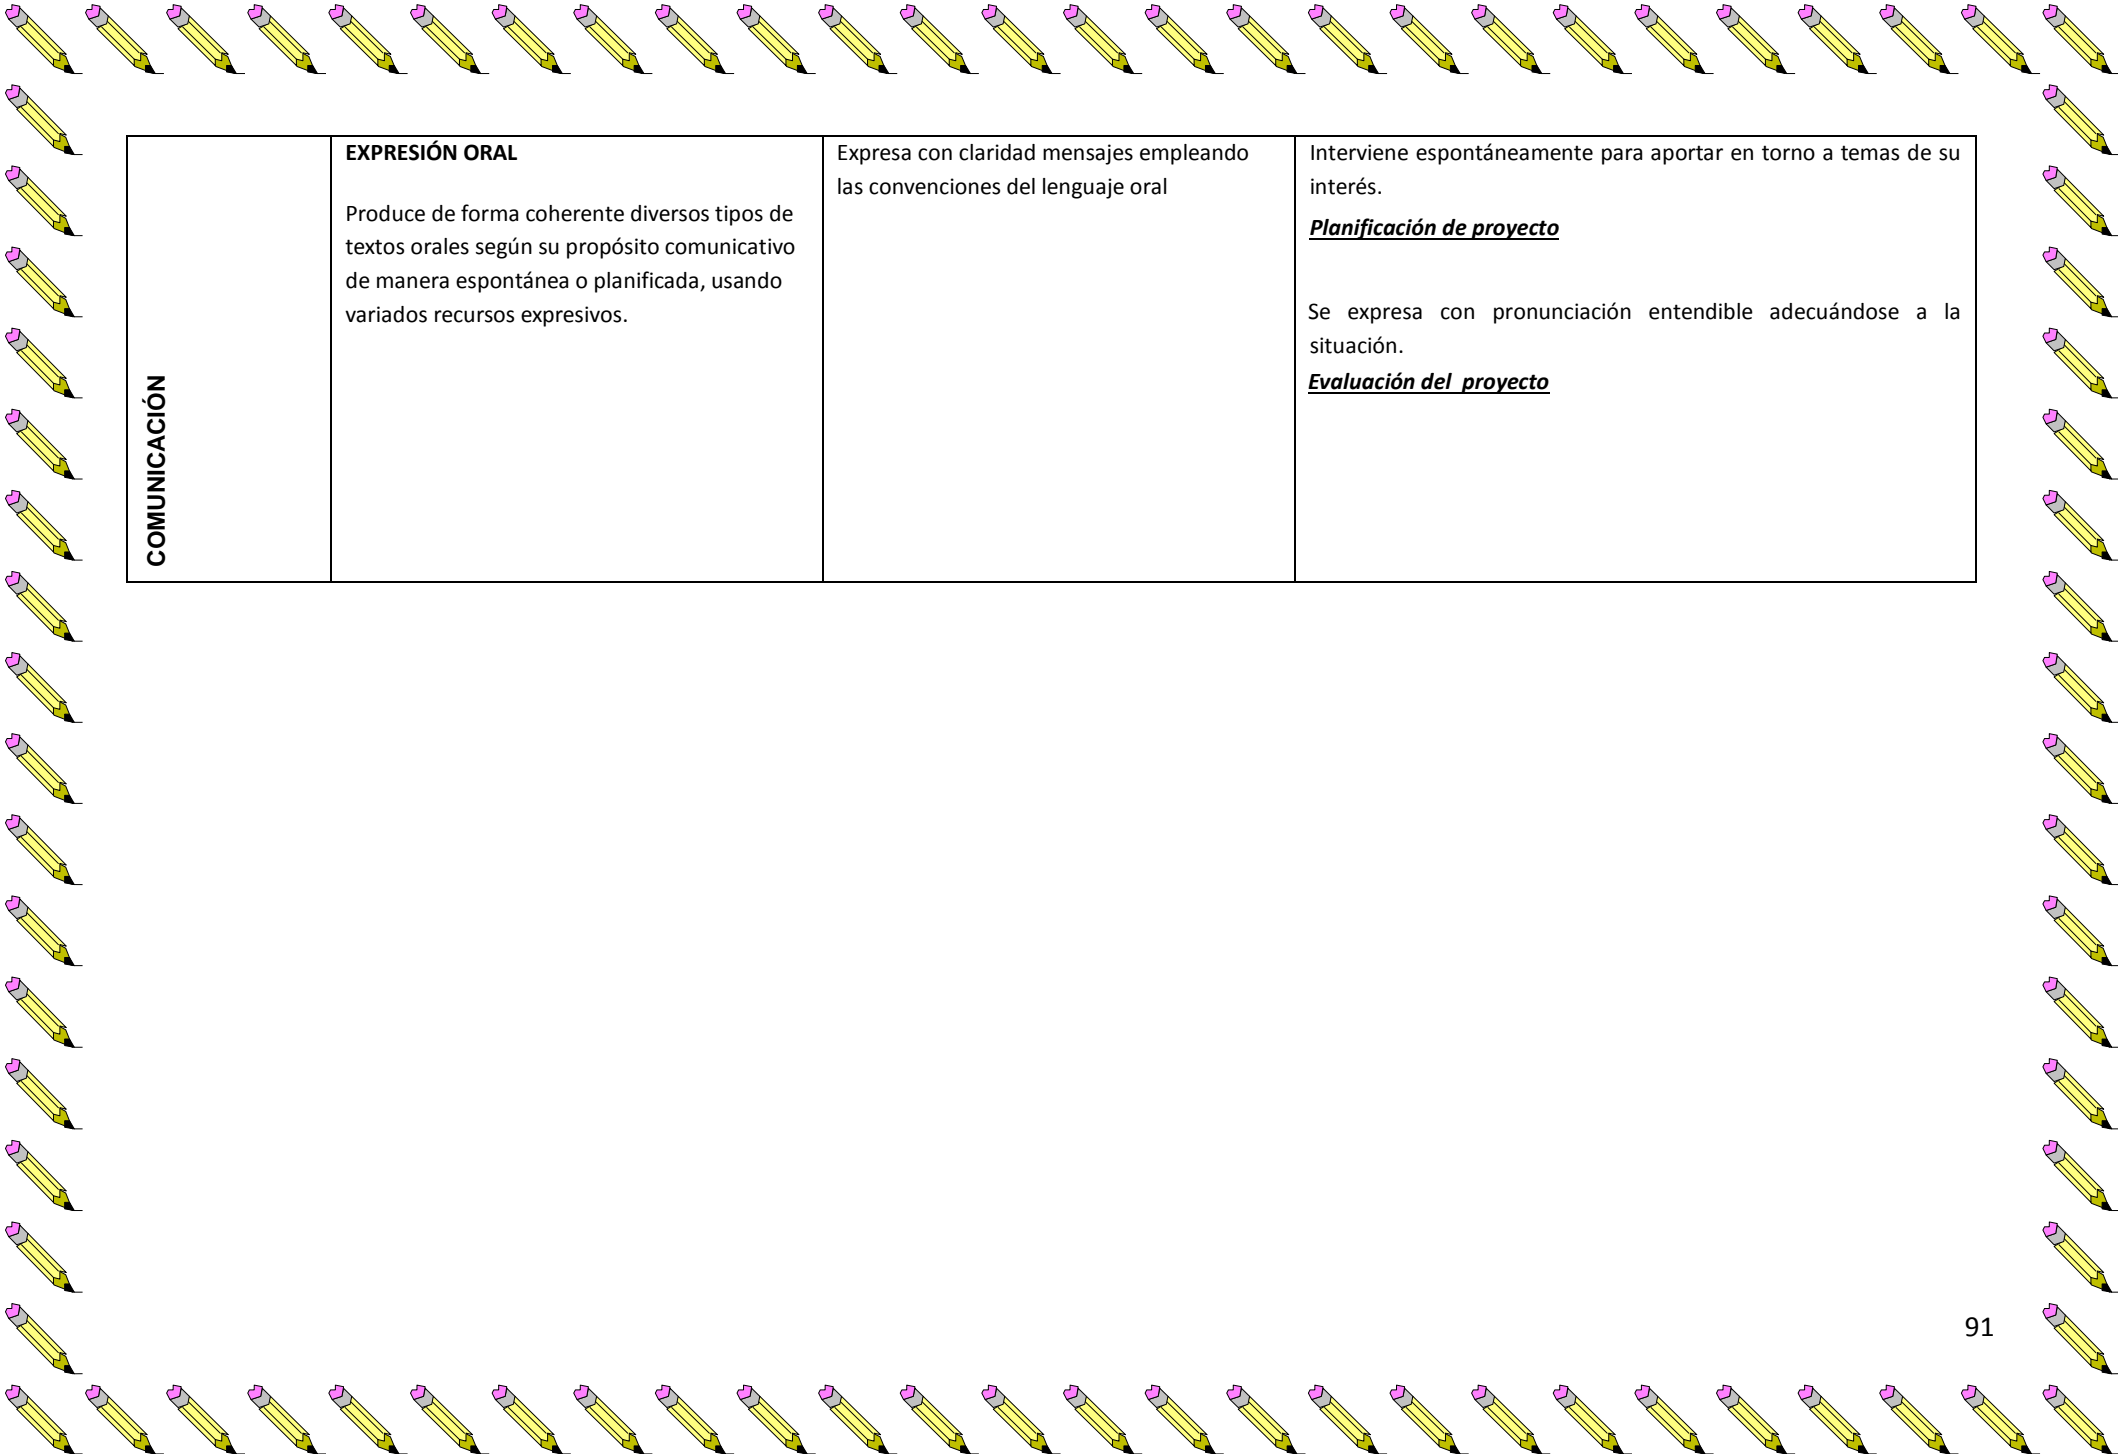 COMUNICACIÓN
EXPRESIÓN ORAL
Produce de forma coherente diversos tipos de
textos orales según su propósito comunicativo
de manera espontánea o planificada, usando
variados recursos expresivos.
Expresa con claridad mensajes empleando
las convenciones del lenguaje oral
Interviene espontáneamente para aportar en torno a temas de su
interés.
Planificación de proyecto
Se expresa con pronunciación entendible adecuándose a la
situación.
Evaluación del proyecto
91